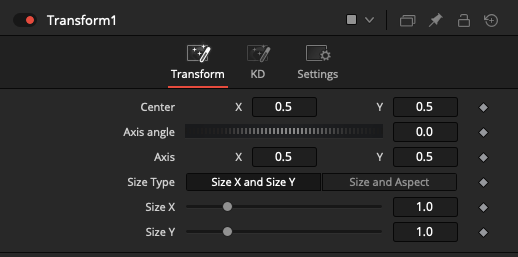 Transform1
Transform KD Settings
Center X 0.5 Y 0.5
Axis angle 0.0
Axis X 0.5 Y 0.5
Size Type Size X and Size Y Size and Aspect
Size X 1.0
Size Y 1.0